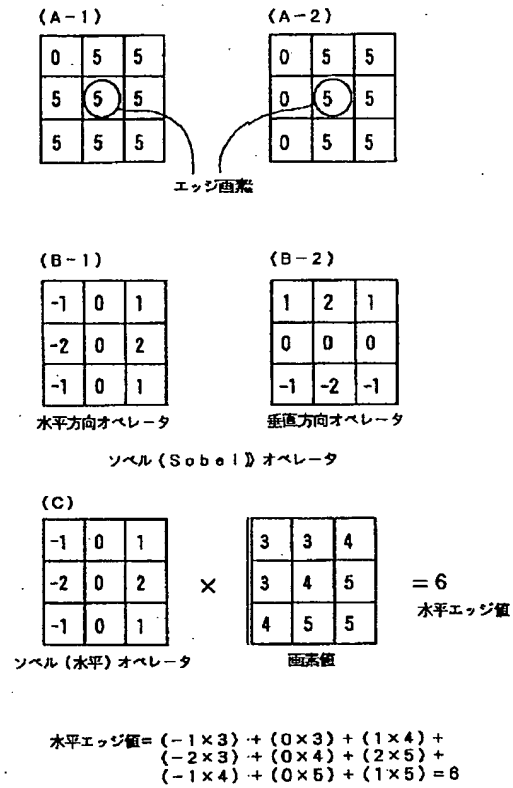 (A-1)
(A-2)
0 5 5
5 5 5
5 5 5
0 5 5
0 5 5
0 5 5
エッジ画素
(B-1)
(B-2)
-1 0 1
-2 0 2
-1 0 1
1 2 1
0 0 0
-1 -2 -1
水平方向オペレータ
垂直方向オペレータ
ソベル(Sobel)オペレータ
(C)
-1 0 1
-2 0 2
-1 0 1
×
3 3 4
3 4 5
4 5 5
=6
水平エッジ値
ソベル(水平)オペレータ
画素値
水平エッジ値=(-1×3)+(0×3)+(1×4)+
(-2×3)+(0×4)+(2×5)+
(-1×4)+(0×5)+(1×5)=6